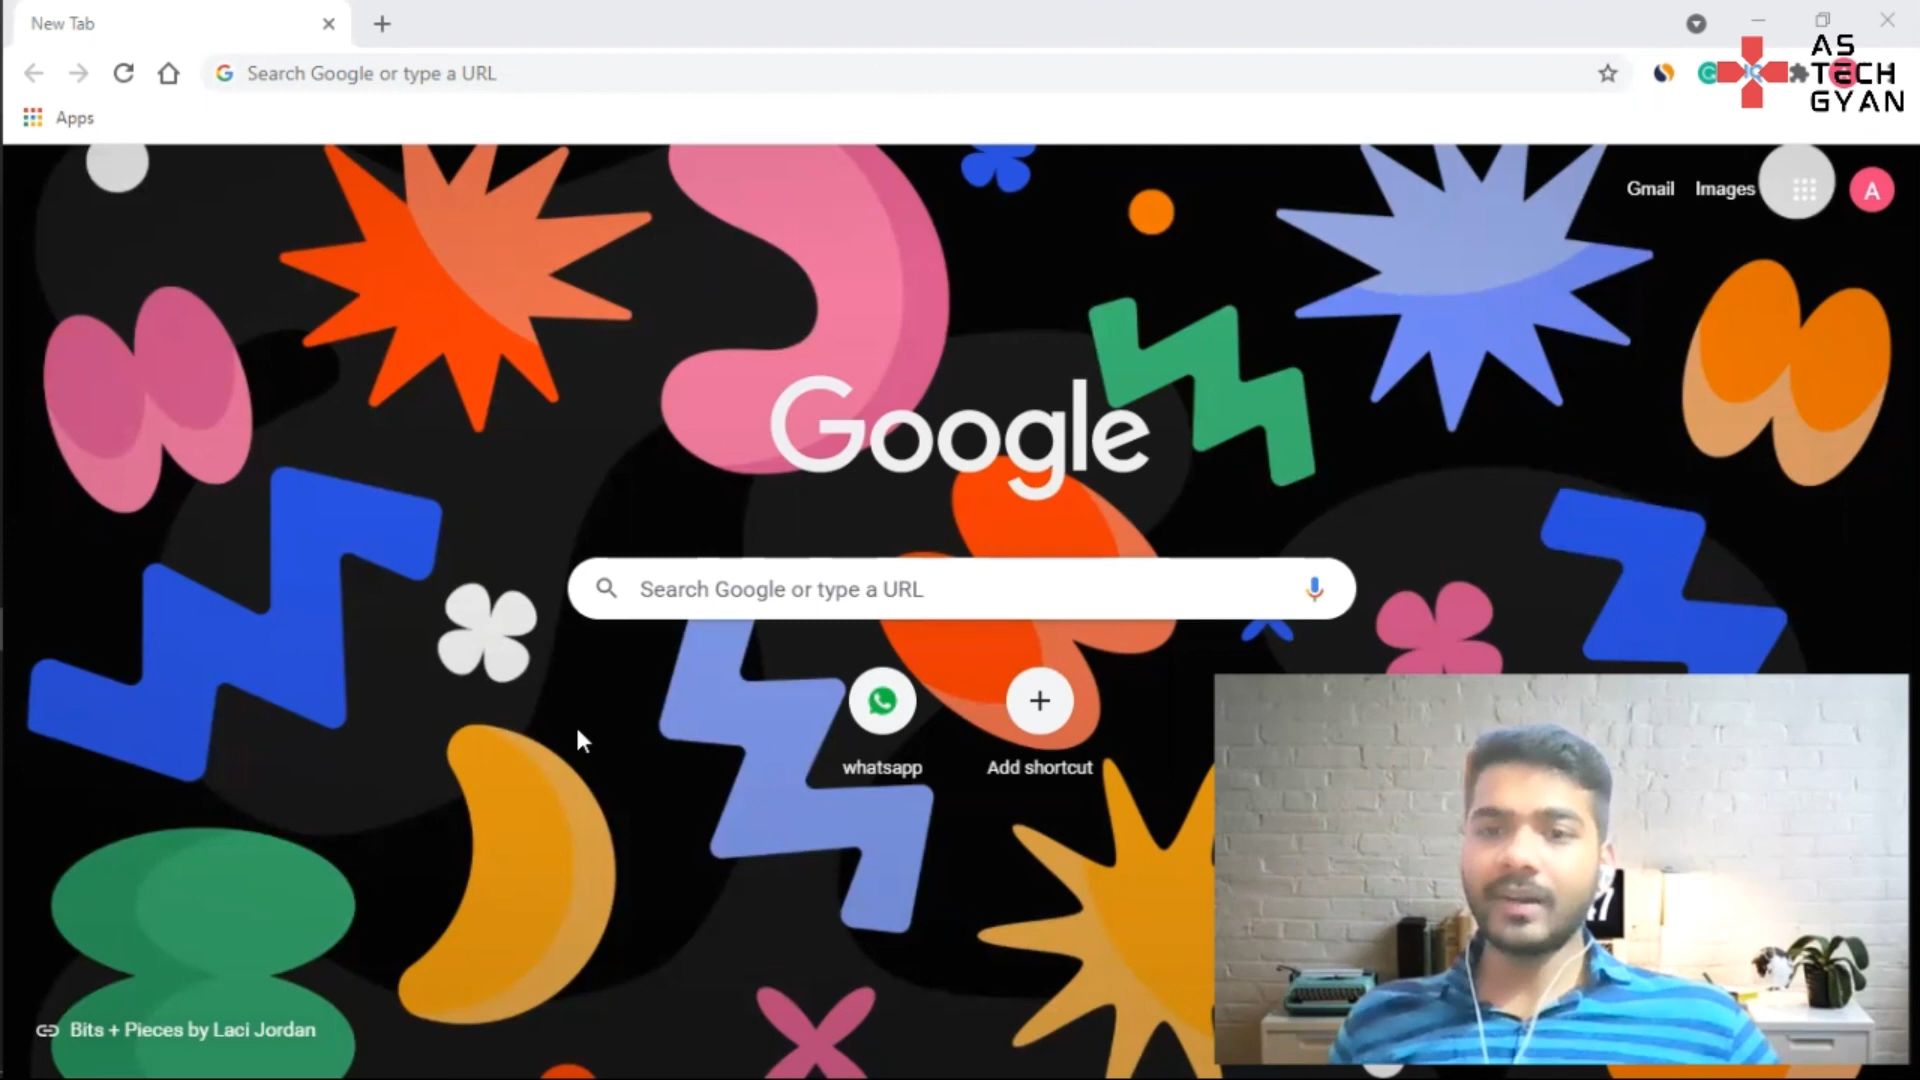 New Tab
Search Google or type a URL
AS
TECH
GYAN
Apps
Gmail Images
A
Google
Search Google or type a URL
whatsapp Add shortcut
Bits + Pieces by Laci Jordan